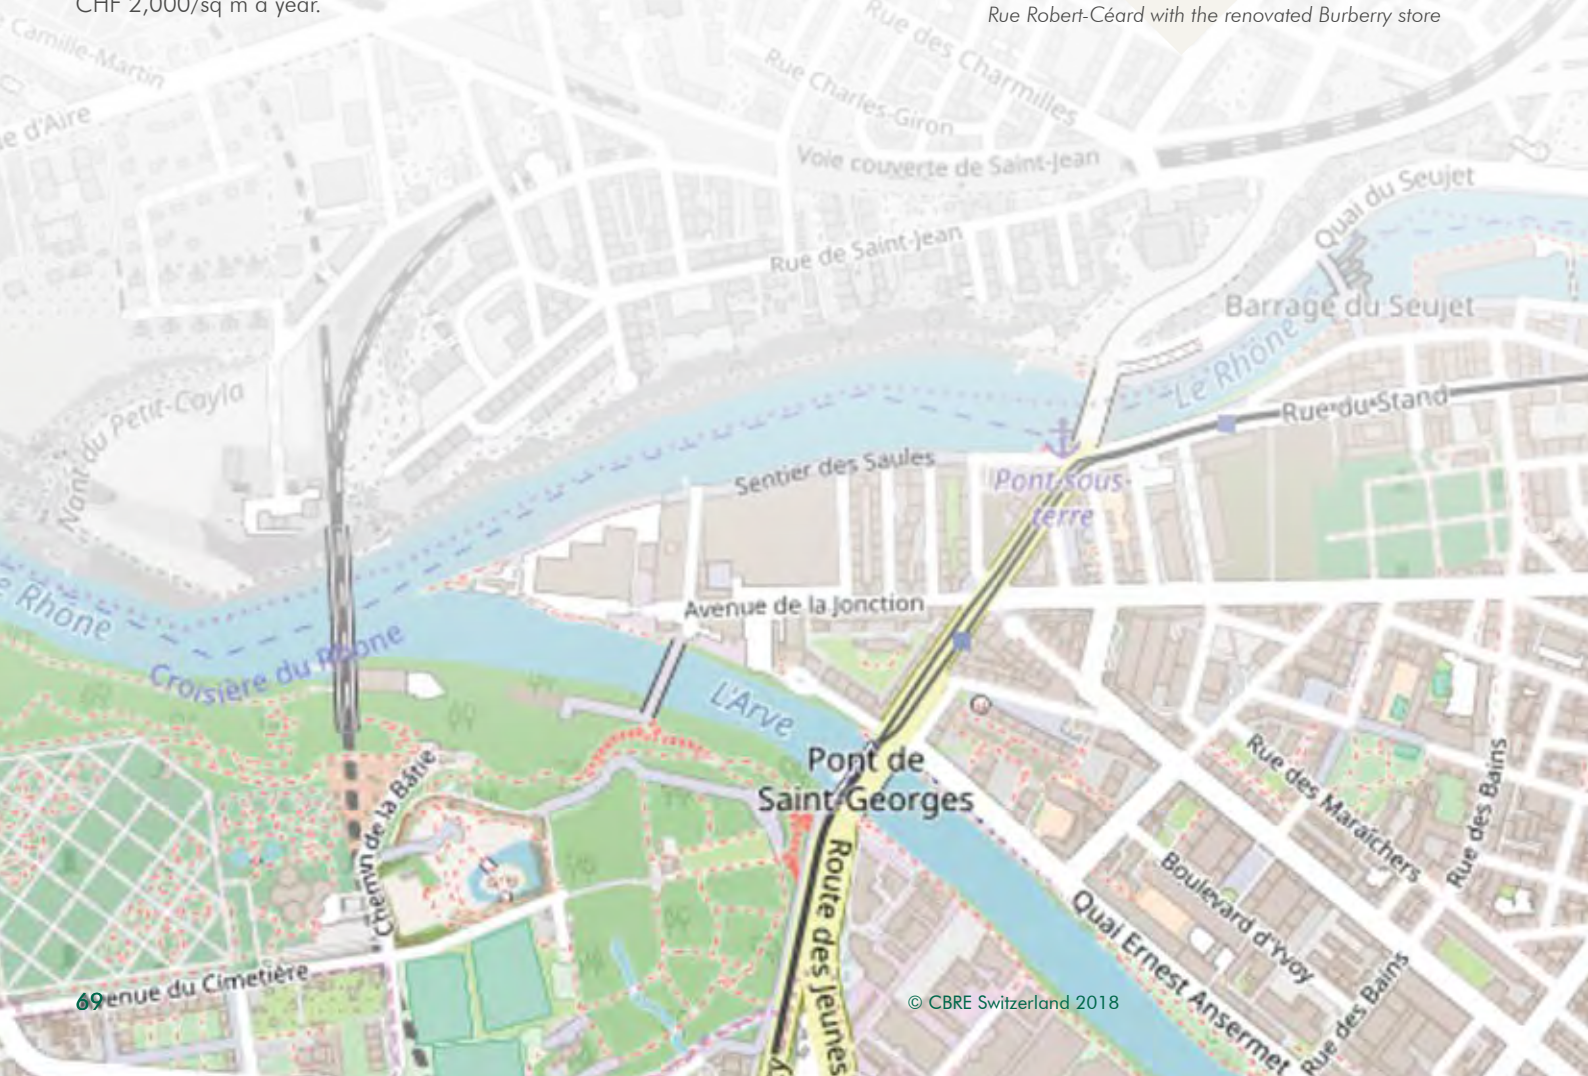 CHF 2,000/sq m a year.
Rue Robert-Céard with the renovated Burberry store
Camille-Martin
d'Aire
Rue des Charmilles
Rue Charles-Giron
Voie couverte de Saint-Jean
Quai du Seujet
Rue de Saint-Jean
Barrage du Seujet
Le Rhône
Nant du Petit-Cayla
Rue du Stand
Sentier des Saules
Pont sous-
terre
Rhône
Avenue de la Jonction
Croisière du Rhône
L'Arve
Pont de
Saint-Georges
Chemin de la Bâtie
Rue des Maraîchers
Rue des Bains
Route des Jeunes
Boulevard d'Yvoy
Quai Ernest Ansermet
Rue des Bains
Avenue du Cimetière
69
© CBRE Switzerland 2018